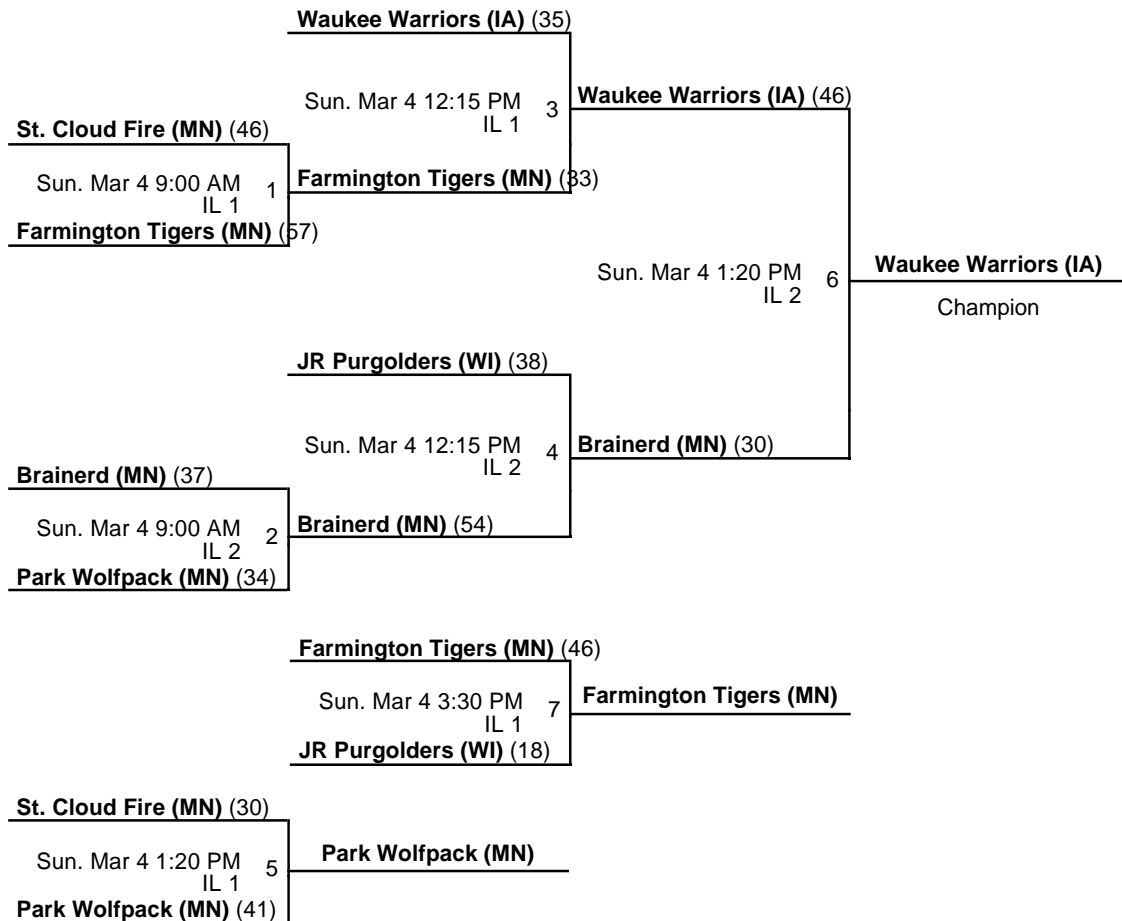 Waukee Warriors (IA) (35)
Sun. Mar 4 12:15 PM
IL 1
3
Waukee Warriors (IA) (46)
St. Cloud Fire (MN) (46)
Sun. Mar 4 9:00 AM
IL 1
1
Farmington Tigers (MN) (33)
Farmington Tigers (MN) (57)
Sun. Mar 4 1:20 PM
IL 2
6
Waukee Warriors (IA)
Champion
JR Purgolders (WI) (38)
Sun. Mar 4 12:15 PM
IL 2
4
Brainerd (MN) (30)
Brainerd (MN) (37)
Sun. Mar 4 9:00 AM
IL 2
2
Brainerd (MN) (54)
Park Wolfpack (MN) (34)
Farmington Tigers (MN) (46)
Sun. Mar 4 3:30 PM
IL 1
7
Farmington Tigers (MN)
JR Purgolders (WI) (18)
St. Cloud Fire (MN) (30)
Sun. Mar 4 1:20 PM
IL 1
5
Park Wolfpack (MN)
Park Wolfpack (MN) (41)